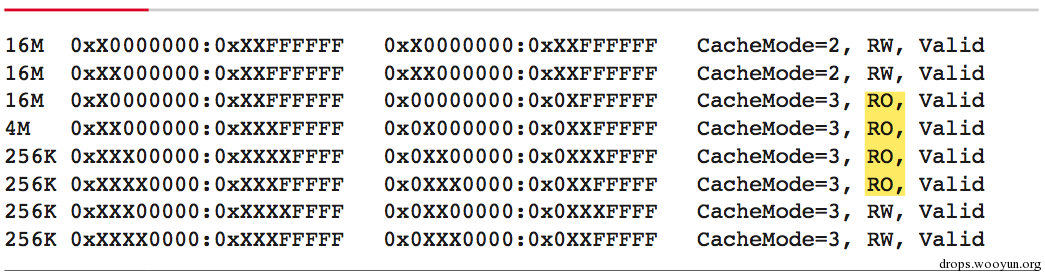 16M 0xX0000000:0xXXFFFFFF 0xX0000000:0xXXFFFFFF CacheMode=2, RW, Valid
16M 0xXX000000:0xXXFFFFFF 0xXX000000:0xXXFFFFFF CacheMode=2, RW, Valid
16M 0xX0000000:0xXXFFFFFF 0x00000000:0x0XFFFFFF CacheMode=3, RO, Valid
4M 0xXX000000:0xXXXFFFFF 0x0X000000:0x0XXFFFFF CacheMode=3, RO, Valid
256K 0xXXX00000:0xXXXXFFFF 0x0XX00000:0x0XXXFFFF CacheMode=3, RO, Valid
256K 0xXXXX0000:0xXXXFFFFF 0x0XXX0000:0x0XXFFFFF CacheMode=3, RO, Valid
256K 0xXXXX0000:0xXXXXFFFF 0x0XX00000:0x0XXXFFFF CacheMode=3, RW, Valid
256K 0xXXXX0000:0xXXXFFFFF 0x0XXX0000:0x0XXFFFFF CacheMode=3, RW, Valid
drops.wooyun.org